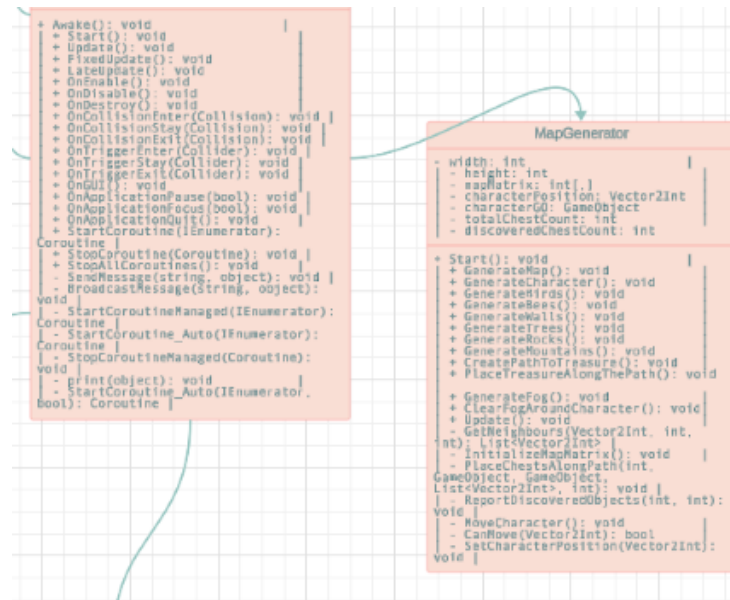 + Awake(): void |
| + Start(): void |
| + Update(): void |
| + FixedUpdate(): void |
| + LateUpdate(): void |
| + OnEnable(): void |
| + OnDisable(): void |
| + OnDestroy(): void |
| + OnCollisionEnter(Collision): void |
| + OnCollisionStay(Collision): void |
| + OnCollisionExit(Collision): void |
| + OnTriggerEnter(Collider): void |
| + OnTriggerStay(Collider): void |
| + OnTriggerExit(Collider): void |
| + OnGUI(): void |
| + OnApplicationPause(bool): void |
| + OnApplicationFocus(bool): void |
| + OnApplicationQuit(): void |
| + StartCoroutine(IEnumerator):
Coroutine |
| + StopCoroutine(Coroutine): void |
| + StopAllCoroutines(): void |
| - SendMessage(string, object): void |
| - BroadcastMessage(string, object):
void |
| - StartCoroutineManaged(IEnumerator):
Coroutine |
| - StartCoroutine_Auto(IEnumerator):
Coroutine |
| - StopCoroutineManaged(Coroutine):
void |
| - print(object): void |
| - StartCoroutine_Auto(IEnumerator,
bool): Coroutine |
MapGenerator
- width: int |
| - height: int |
| - mapMatrix: int[,] |
| - characterPosition: Vector2Int |
| - characterGO: GameObject |
| - totalChestCount: int |
| - discoveredChestCount: int
+ Start(): void |
| + GenerateMap(): void |
| + GenerateCharacter(): void |
| + GenerateBirds(): void |
| + GenerateBees(): void |
| + GenerateWalls(): void |
| + GenerateTrees(): void |
| + GenerateRocks(): void |
| + GenerateMountains(): void |
| + CreatePathToTreasure(): void |
| + PlaceTreasureAlongThePath(): void
| + GenerateFog(): void |
| + ClearFogAroundCharacter(): void |
| + Update(): void |
| - GetNeighbours(Vector2Int, int,
int): List<Vector2Int> |
| - InitializeMapMatrix(): void |
| - PlaceChestsAlongPath(int,
GameObject, GameObject,
List<Vector2Int>, int): void |
| - ReportDiscoveredObjects(int, int):
void |
| - MoveCharacter(): void |
| - CanMove(Vector2Int): bool
| - SetCharacterPosition(Vector2Int):
void |